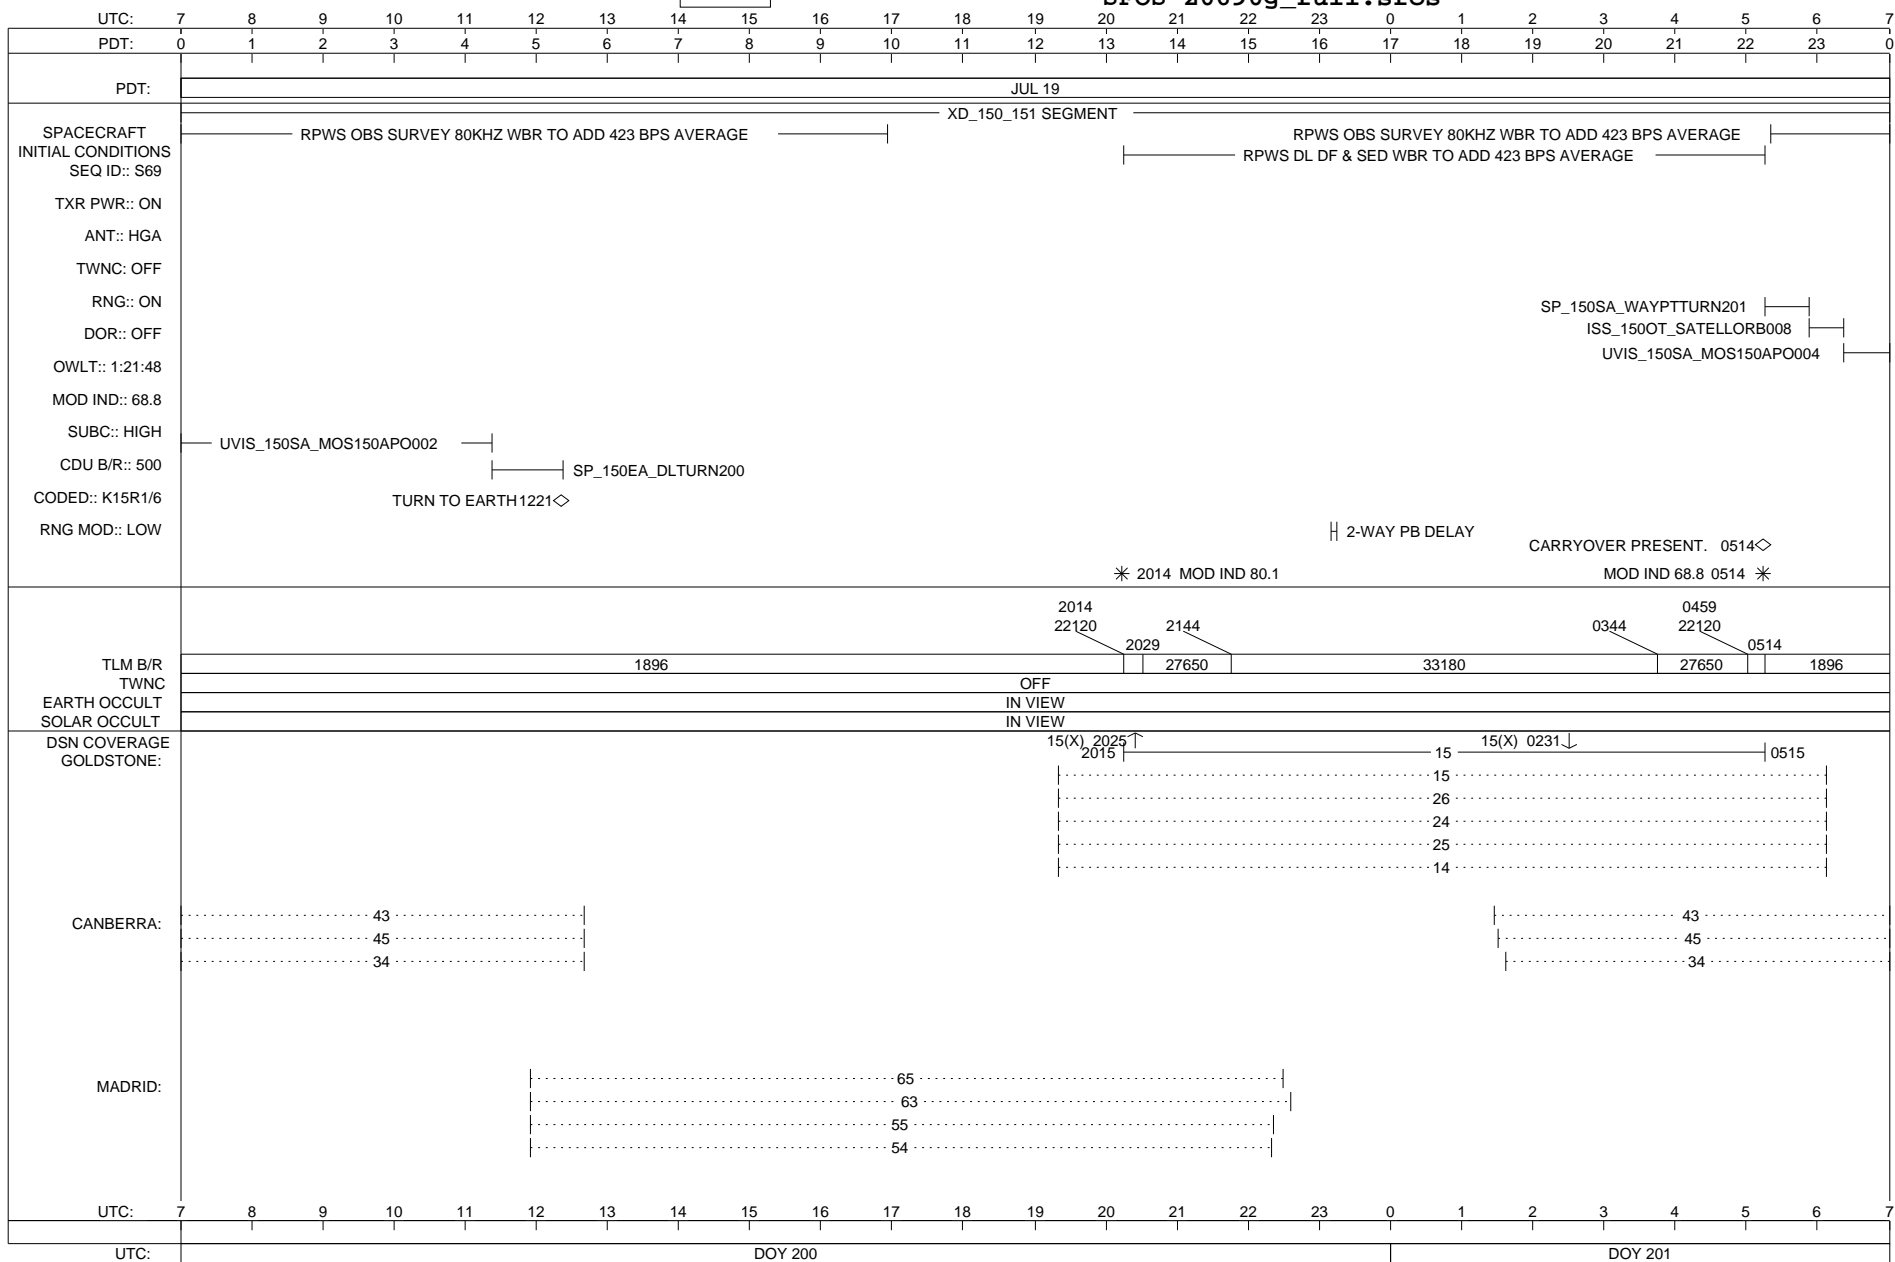 UTC: 7 8 9 10 11 12 13 14 15 16 17 18 19 20 21 22 23 0 1 2 3 4 5 6 7
PDT: 0 1 2 3 4 5 6 7 8 9 10 11 12 13 14 15 16 17 18 19 20 21 22 23 0
PDT: JUL 19
XD_150_151 SEGMENT
SPACECRAFT RPWS OBS SURVEY 80KHZ WBR TO ADD 423 BPS AVERAGE RPWS OBS SURVEY 80KHZ WBR TO ADD 423 BPS AVERAGE
INITIAL CONDITIONS RPWS DL DF & SED WBR TO ADD 423 BPS AVERAGE
SEQ ID:: S69
TXR PWR:: ON
ANT:: HGA
TWNC: OFF
RNG:: ON SP_150SA_WAYPTTURN201
DOR:: OFF ISS_150OT_SATELLORB008
UVIS_150SA_MOS150APO004
OWLT:: 1:21:48
MOD IND:: 68.8
SUBC:: HIGH
UVIS_150SA_MOS150APO002
CDU B/R:: 500 SP_150EA_DLTURN200
CODED:: K15R1/6 TURN TO EARTH 1221
RNG MOD:: LOW 2-WAY PB DELAY
CARRYOVER PRESENT. 0514
2014 MOD IND 80.1 MOD IND 68.8 0514
2014 0459
22120 2144 0344 22120
2029 0514
TLM B/R 1896 27650 33180 27650 1896
TWNC OFF
EARTH OCCULT IN VIEW
SOLAR OCCULT IN VIEW
DSN COVERAGE 15(X) 2025 15(X) 0231
GOLDSTONE: 2015 15 0515
15
26
24
25
14
CANBERRA: 43 43
45 45
34 34
MADRID: 65
63
55
54
UTC: 7 8 9 10 11 12 13 14 15 16 17 18 19 20 21 22 23 0 1 2 3 4 5 6 7
UTC: DOY 200 DOY 201